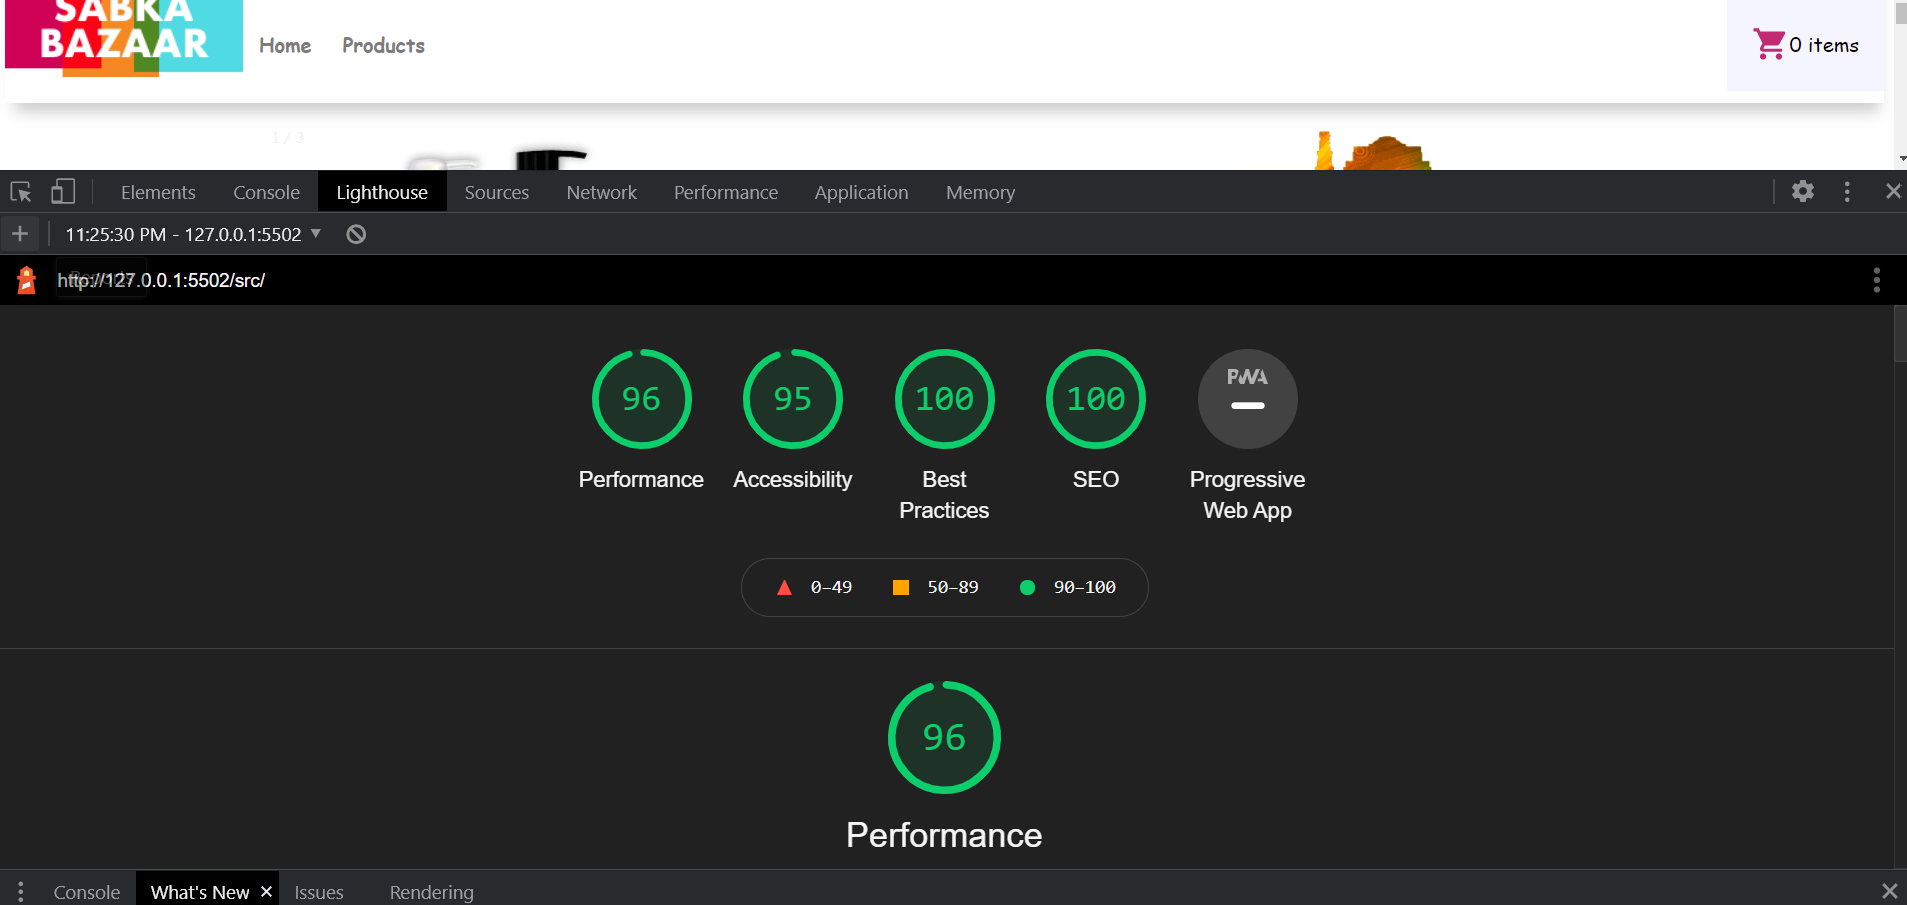 SABKA
BAZAAR
Home
Products
0 items
1 / 3
Elements
Console
Lighthouse
Sources
Network
Performance
Application
Memory
11:25:30 PM - 127.0.0.1:5502
http://127.0.0.1:5502/src/
96
95
100
100
PWA
Performance
Accessibility
Best
Practices
SEO
Progressive
Web App
0–49
50–89
90–100
96
Performance
Console
What's New
Issues
Rendering